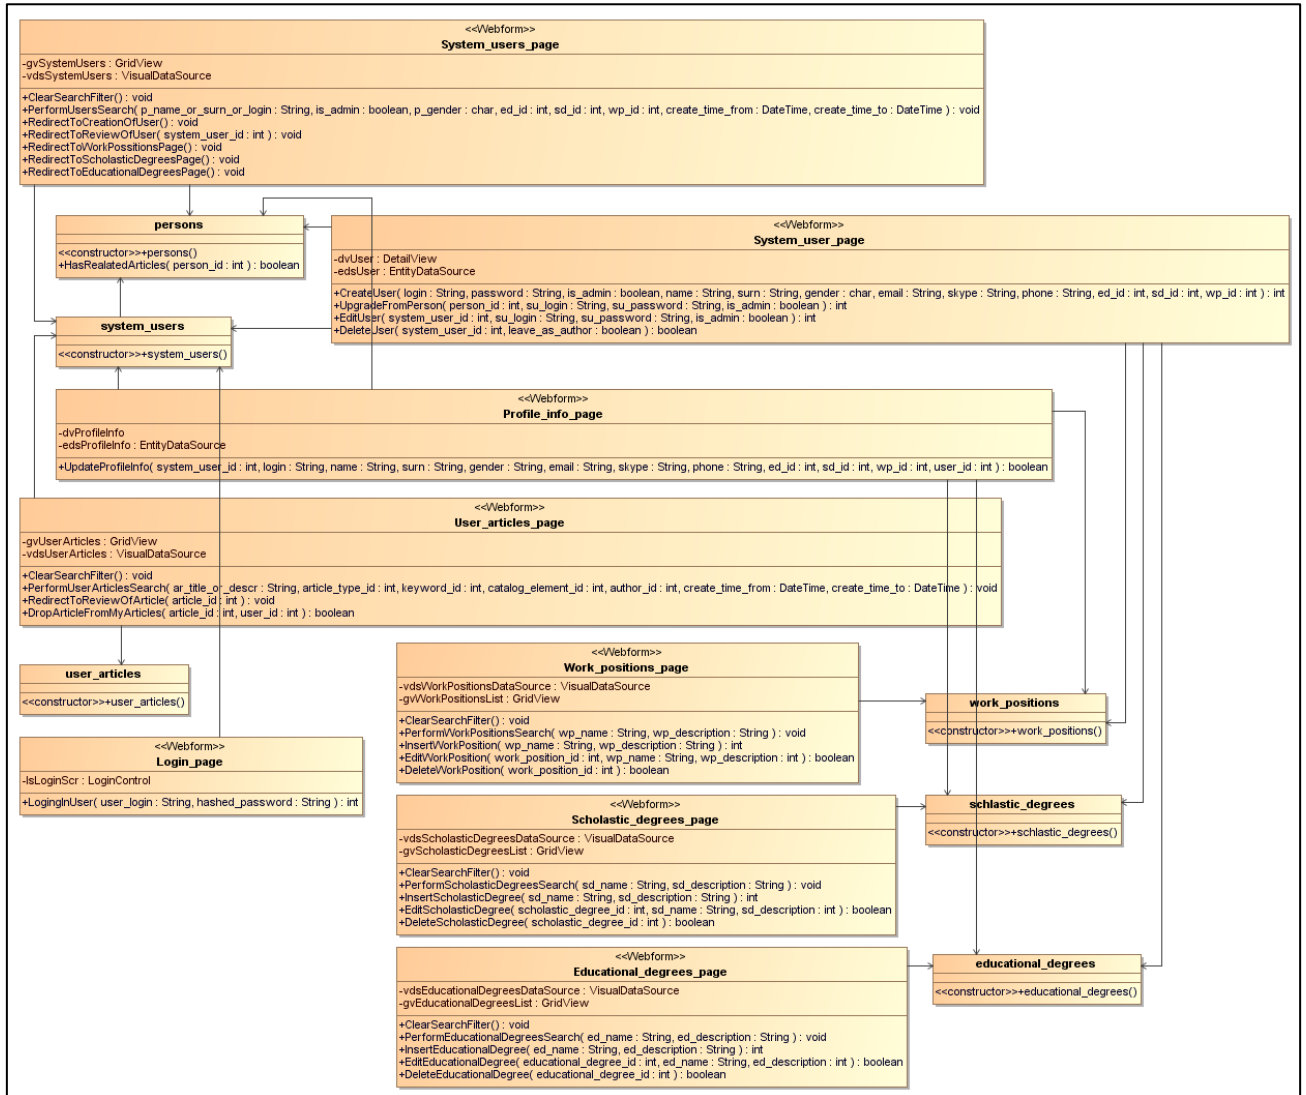 <<Webform>>
System_users_page
-gvSystemUsers : GridView
-vdsSystemUsers : VisualDataSource
+ClearSearchFilter() : void
+PerformUsersSearch( p_name_or_surn_or_login : String, is_admin : boolean, p_gender : char, ed_id : int, sd_id : int, wp_id : int, create_time_from : DateTime, create_time_to : DateTime ) : void
+RedirectToCreationOfUser() : void
+RedirectToReviewOfUser( system_user_id : int ) : void
+RedirectToWorkPossitionsPage() : void
+RedirectToScholasticDegreesPage() : void
+RedirectToEducationalDegreesPage() : void
persons
<<constructor>>+persons()
+HasRealatedArticles( person_id : int ) : boolean
<<Webform>>
System_user_page
-dvUser : DetailView
-edsUser : EntityDataSource
+CreateUser( login : String, password : String, is_admin : boolean, name : String, surn : String, gender : char, email : String, skype : String, phone : String, ed_id : int, sd_id : int, wp_id : int ) : int
+UpgradeFromPerson( person_id : int, su_login : String, su_password : String, is_admin : boolean ) : int
+EditUser( system_user_id : int, su_login : String, su_password : String, is_admin : boolean ) : int
+DeleteUser( system_user_id : int, leave_as_author : boolean ) : boolean
system_users
<<constructor>>+system_users()
<<Webform>>
Profile_info_page
-dvProfileInfo
-edsProfileInfo : EntityDataSource
+UpdateProfileInfo( system_user_id : int, login : String, name : String, surn : String, gender : String, email : String, skype : String, phone : String, ed_id : int, sd_id : int, wp_id : int, user_id : int ) : boolean
<<Webform>>
User_articles_page
-gvUserArticles : GridView
-vdsUserArticles : VisualDataSource
+ClearSearchFilter() : void
+PerformUserArticlesSearch( ar_title_or_descr : String, article_type_id : int, keyword_id : int, catalog_element_id : int, author_id : int, create_time_from : DateTime, create_time_to : DateTime ) : void
+RedirectToReviewOfArticle( article_id : int ) : void
+DropArticleFromMyArticles( article_id : int, user_id : int ) : boolean
user_articles
<<constructor>>+user_articles()
<<Webform>>
Login_page
-lsLoginScr : LoginControl
+LogingInUser( user_login : String, hashed_password : String ) : int
<<Webform>>
Work_positions_page
-vdsWorkPositionsDataSource : VisualDataSource
-gvWorkPositionsList : GridView
+ClearSearchFilter() : void
+PerformWorkPositionsSearch( wp_name : String, wp_description : String ) : void
+InsertWorkPosition( wp_name : String, wp_description : String ) : int
+EditWorkPosition( work_position_id : int, wp_name : String, wp_description : int ) : boolean
+DeleteWorkPosition( work_position_id : int ) : boolean
work_positions
<<constructor>>+work_positions()
<<Webform>>
Scholastic_degrees_page
-vdsScholasticDegreesDataSource : VisualDataSource
-gvScholasticDegreesList : GridView
+ClearSearchFilter() : void
+PerformScholasticDegreesSearch( sd_name : String, sd_description : String ) : void
+InsertScholasticDegree( sd_name : String, sd_description : String ) : int
+EditScholasticDegree( scholastic_degree_id : int, sd_name : String, sd_description : int ) : boolean
+DeleteScholasticDegree( scholastic_degree_id : int ) : boolean
schlastic_degrees
<<constructor>>+schlastic_degrees()
<<Webform>>
Educational_degrees_page
-vdsEducationalDegreesDataSource : VisualDataSource
-gvEducationalDegreesList : GridView
+ClearSearchFilter() : void
+PerformEducationalDegreesSearch( ed_name : String, ed_description : String ) : void
+InsertEducationalDegree( ed_name : String, ed_description : String ) : int
+EditEducationalDegree( educational_degree_id : int, ed_name : String, ed_description : int ) : boolean
+DeleteEducationalDegree( educational_degree_id : int ) : boolean
educational_degrees
<<constructor>>+educational_degrees()